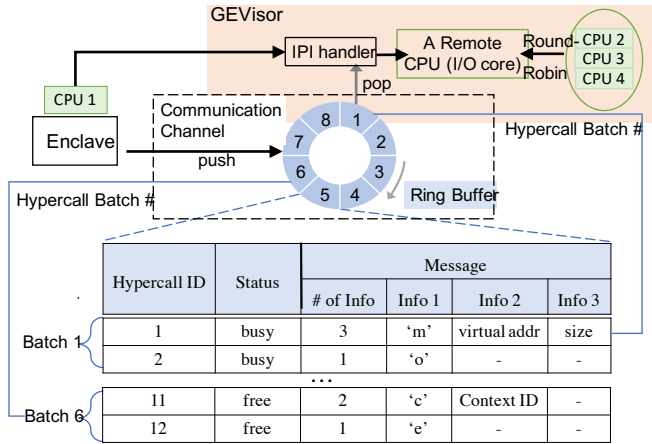 GEVisor
CPU 1
IPI handler
A Remote
CPU (I/O core)
Round-
Robin
CPU 2
CPU 3
CPU 4
pop
Communication
Channel
Enclave
push
8 1
7 2
6 3
5 4
Hypercall Batch #
Hypercall Batch #
Ring Buffer
Hypercall ID Status Message
# of Info Info 1 Info 2 Info 3
Batch 1
1 busy 3 ‘m’ virtual addr size
2 busy 1 ‘o’ - -
...
Batch 6
11 free 2 ‘c’ Context ID -
12 free 1 ‘e’ - -